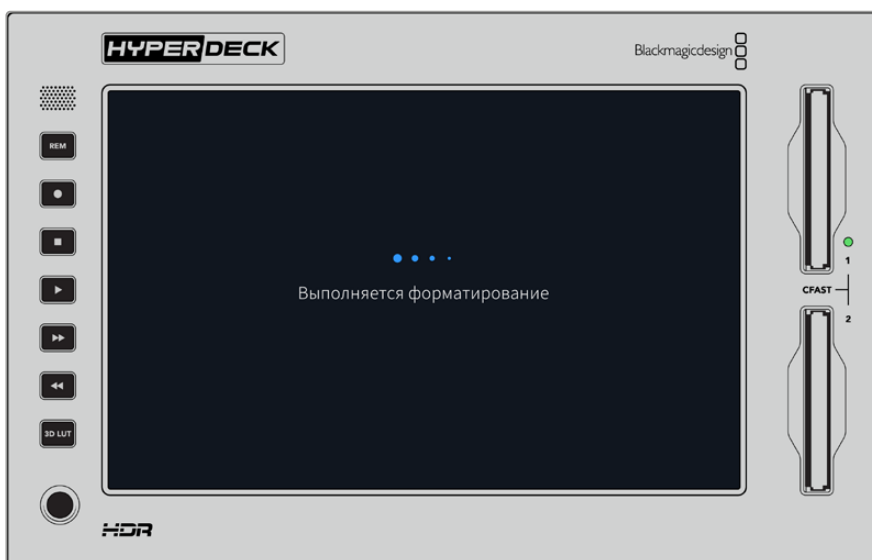 HYPERDECK
Blackmagicdesign
REM
1
Выполняется форматирование
CFAST
2
3D LUT
HDR